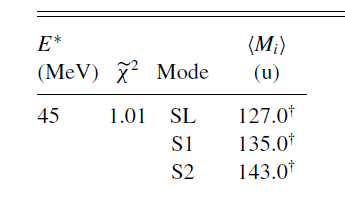 E* ⟨Mᵢ⟩
(MeV) χ̃² Mode (u)
45 1.01 SL 127.0†
S1 135.0†
S2 143.0†